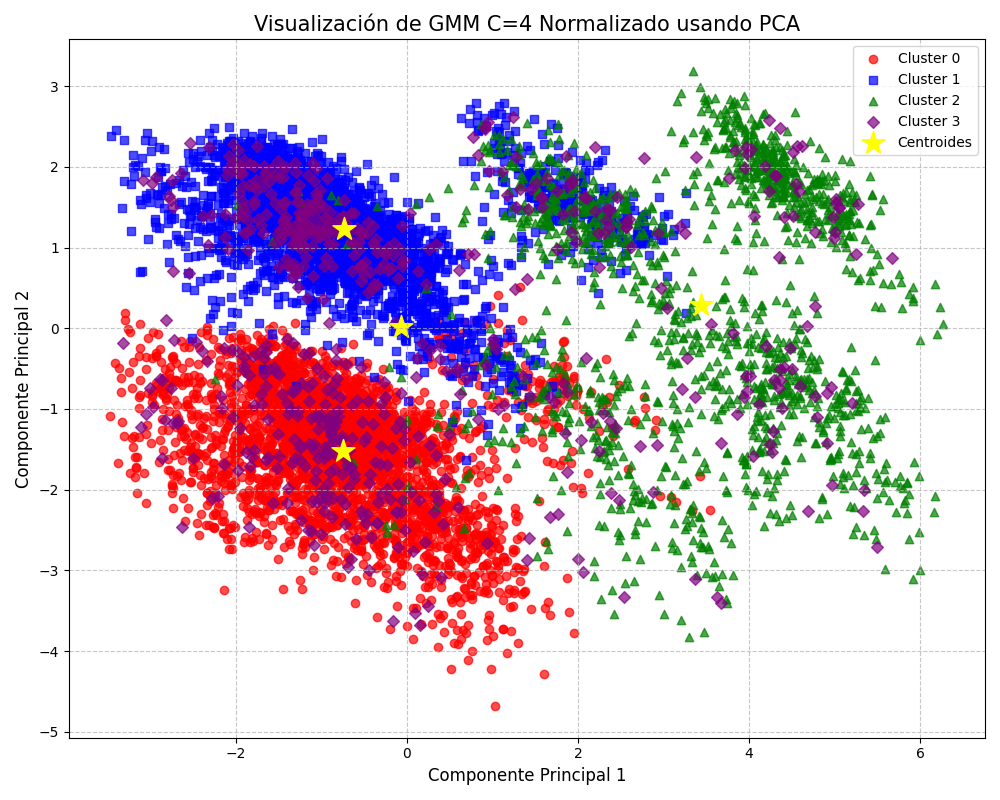 Visualización de GMM C=4 Normalizado usando PCA
Cluster 0
Cluster 1
Cluster 2
Cluster 3
Centroides
Componente Principal 2
3
2
1
0
−1
−2
−3
−4
−5
−2
0
2
4
6
Componente Principal 1